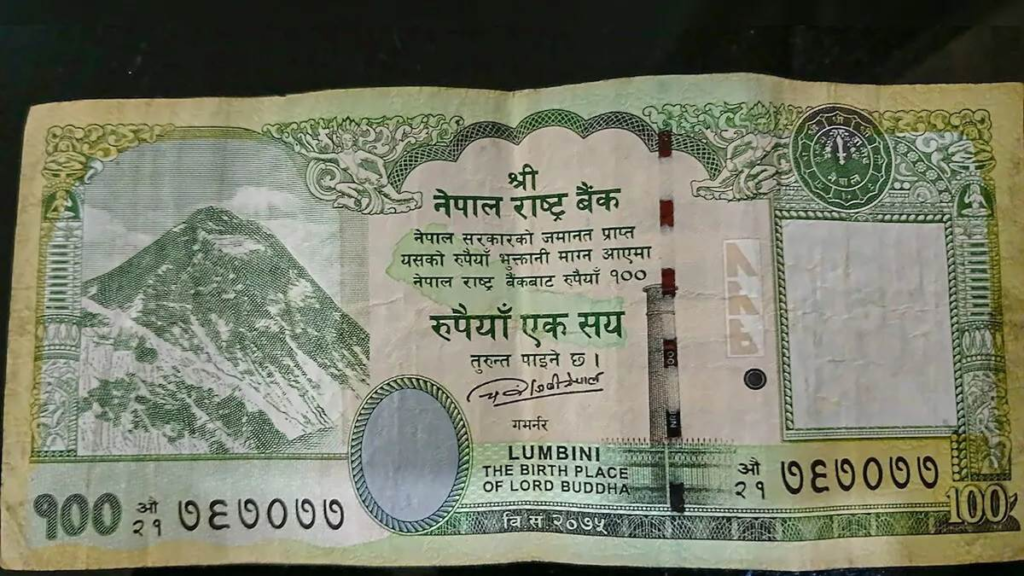 श्री
नेपाल राष्ट्र बैंक
नेपाल सरकारको जमानत प्राप्त
यसको रुपैयाँ भुक्तानी माग्न आएमा
नेपाल राष्ट्र बैंकबाट रुपैयाँ १००
रुपैयाँ एक सय
तुरुन्त पाइने छ ।
गभर्नर
LUMBINI
THE BIRTH PLACE
OF LORD BUDDHA
औ
२१ ७६७०७७
१०० औ
२१ ७६७०७७
वि सं २०७५
100